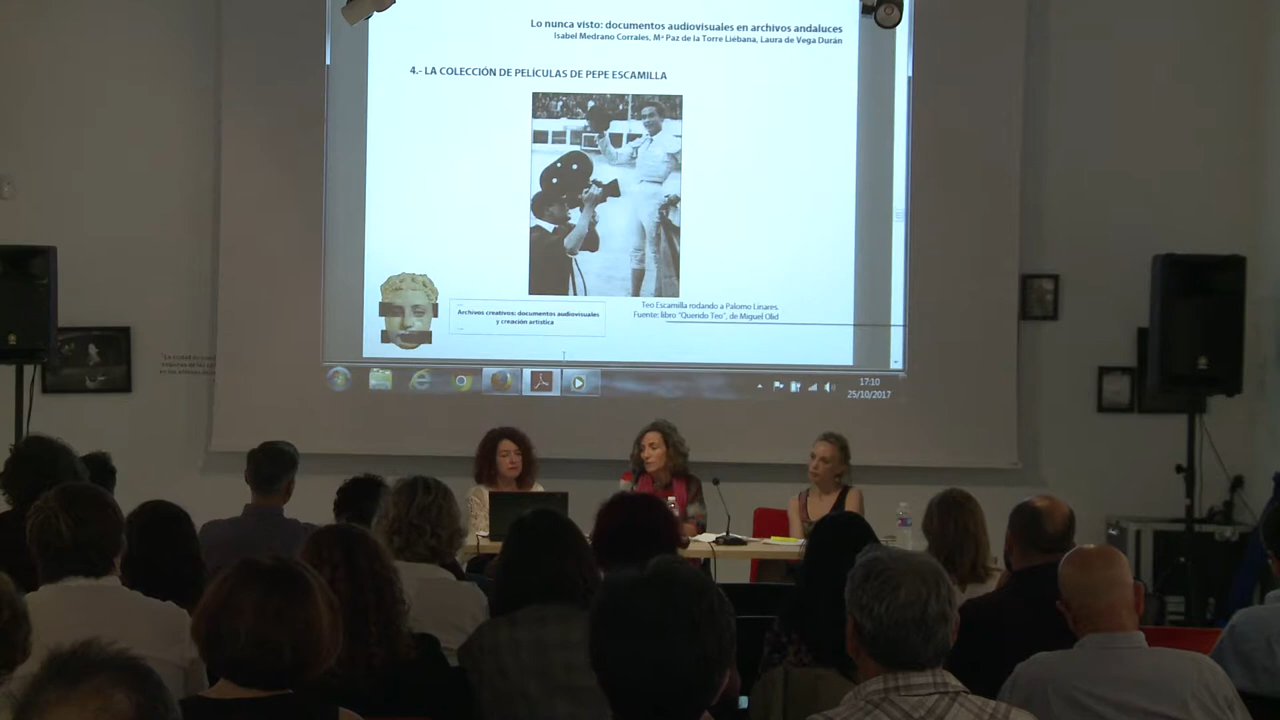 Lo nunca visto: documentos audiovisuales en archivos andaluces
Isabel Medrano Corrales, Mª Paz de la Torre Liébana, Laura de Vega Durán
4.- LA COLECCIÓN DE PELÍCULAS DE PEPE ESCAMILLA
Teo Escamilla rodando a Palomo Linares.
Fuente: libro "Querido Teo", de Miguel Olid
Archivos creativos: documentos audiovisuales
y creación artística
17:10
25/10/2017